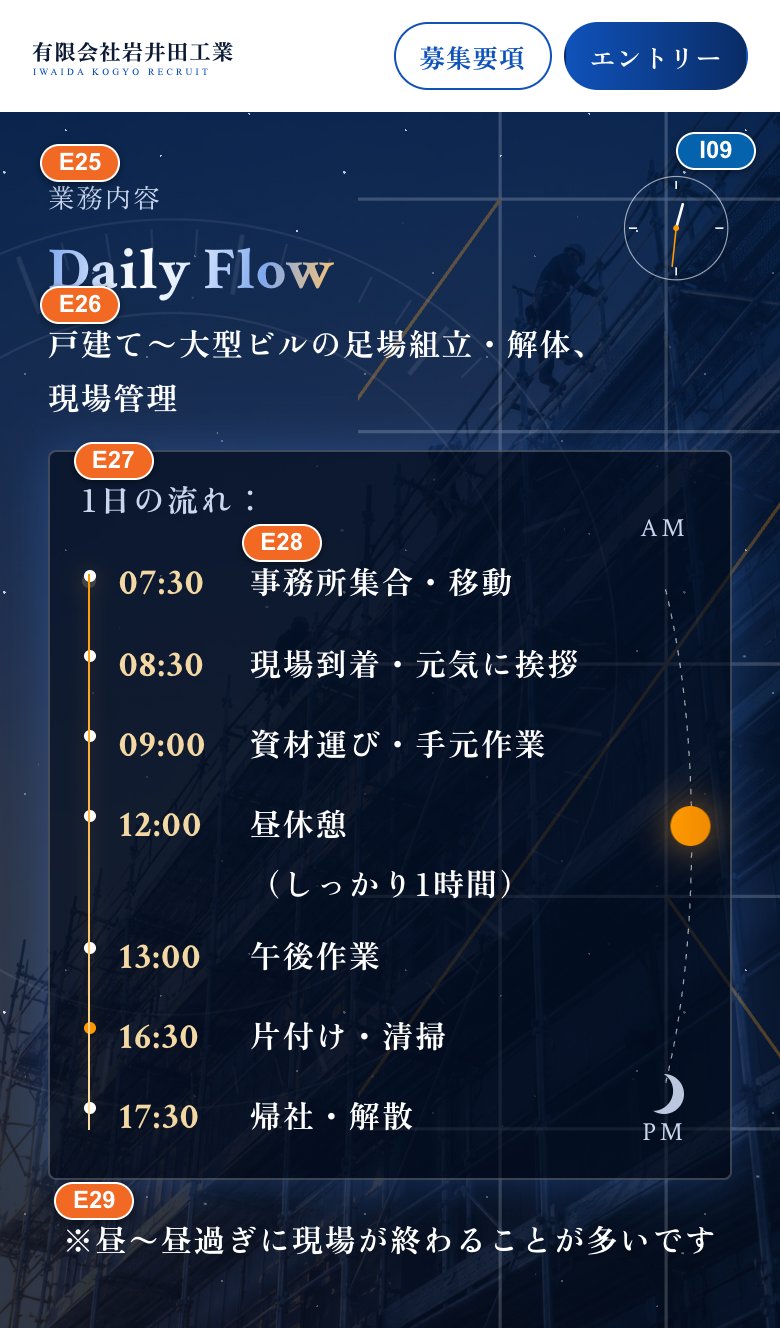 有限会社岩井田工業
IWAIDA KOGYO RECRUIT
募集要項
エントリー
E25
I09
業務内容
Daily Flow
E26
戸建て～大型ビルの足場組立・解体、
現場管理
E27
1日の流れ：
AM
E28
07:30 事務所集合・移動
08:30 現場到着・元気に挨拶
09:00 資材運び・手元作業
12:00 昼休憩
（しっかり1時間）
13:00 午後作業
16:30 片付け・清掃
17:30 帰社・解散
PM
E29
※昼～昼過ぎに現場が終わることが多いです